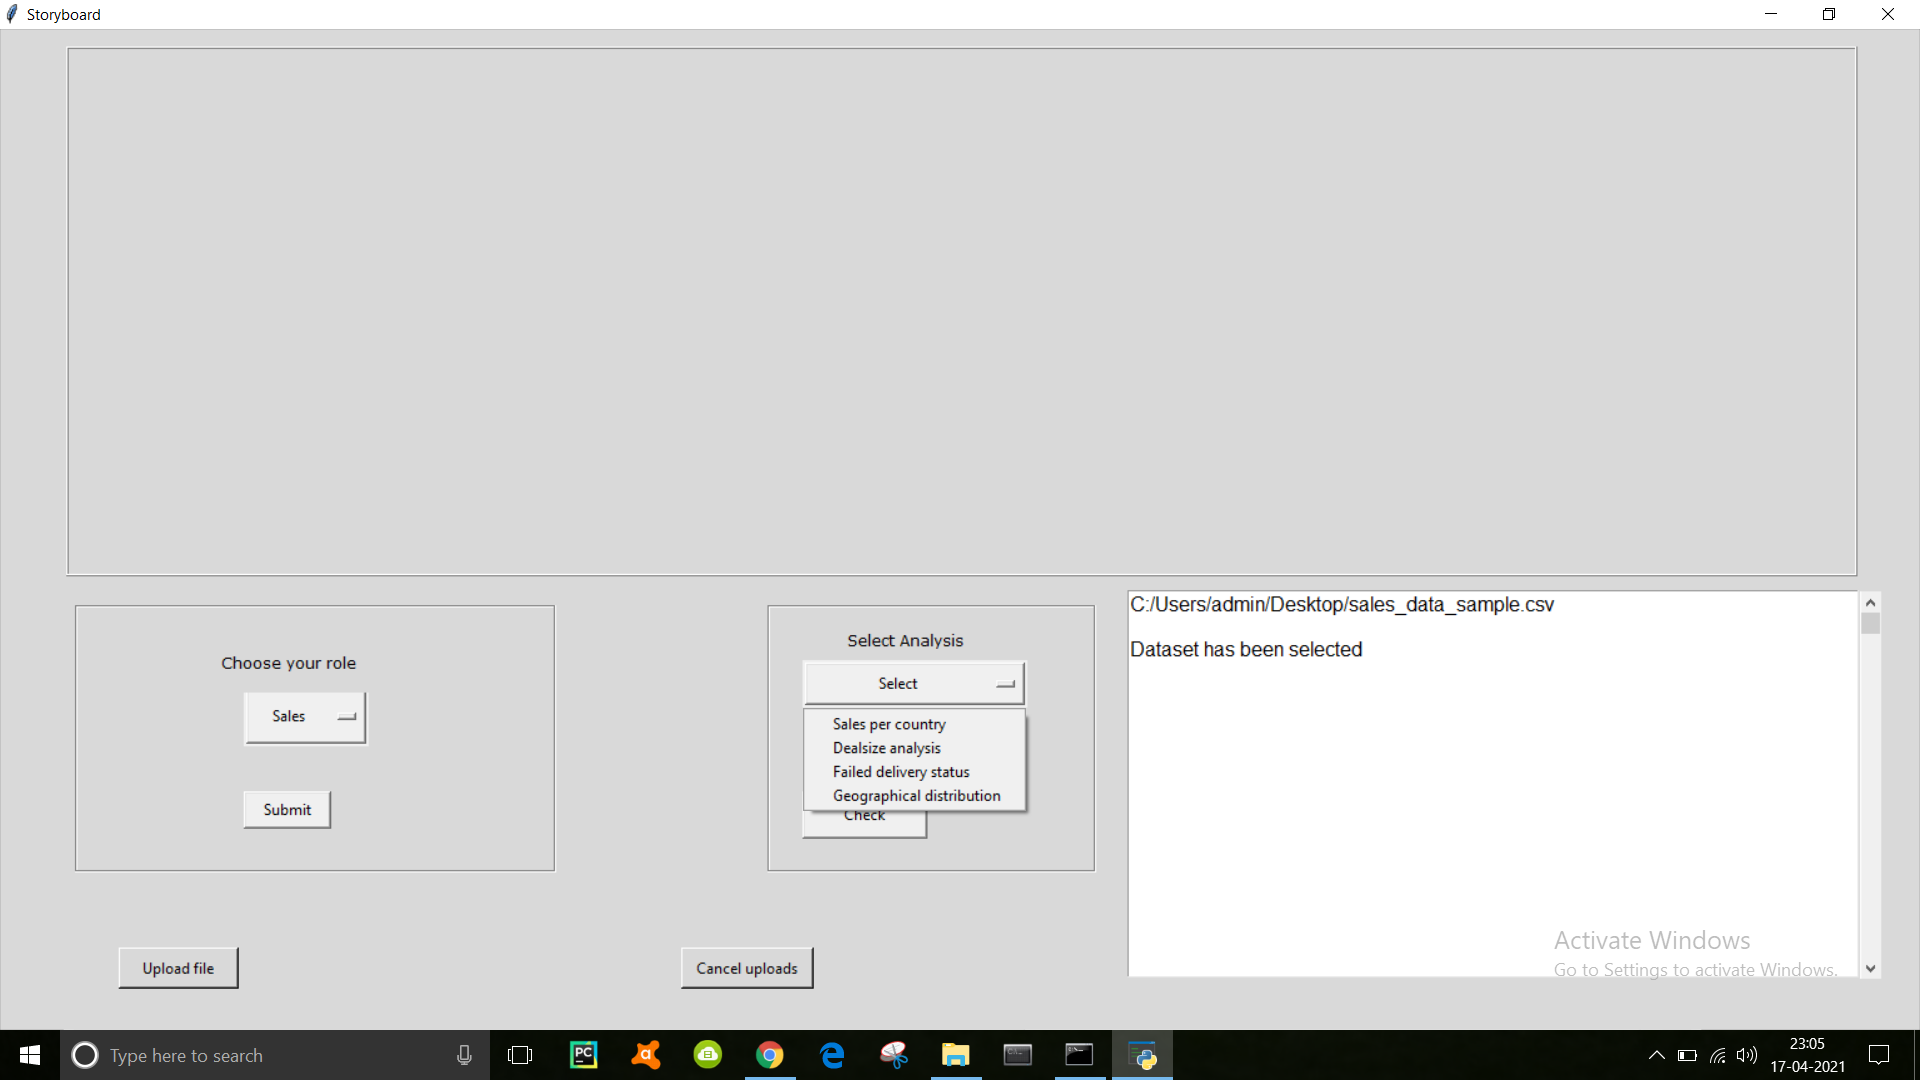 Storyboard
C:/Users/admin/Desktop/sales_data_sample.csv
Dataset has been selected
Choose your role
Sales
Submit
Select Analysis
Select
Sales per country
Dealsize analysis
Failed delivery status
Geographical distribution
Check
Upload file
Cancel uploads
Activate Windows
Go to Settings to activate Windows.
Type here to search
PC
23:05
17-04-2021